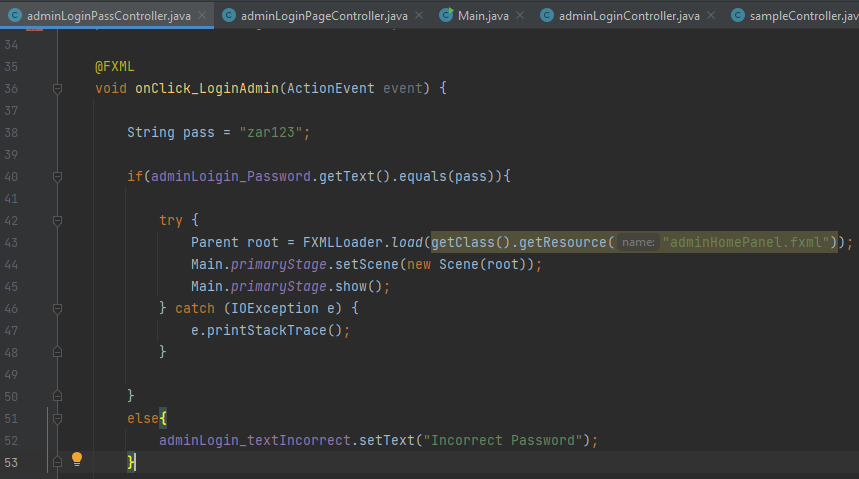 adminLoginPassController.java adminLoginPageController.java Main.java adminLoginController.java sampleController.jav
34
35 @FXML
36 void onClick_LoginAdmin(ActionEvent event) {
37
38 String pass = "zar123";
39
40 if(adminLoigin_Password.getText().equals(pass)){
41
42 try {
43 Parent root = FXMLLoader.load(getClass().getResource( name: "adminHomePanel.fxml"));
44 Main.primaryStage.setScene(new Scene(root));
45 Main.primaryStage.show();
46 } catch (IOException e) {
47 e.printStackTrace();
48 }
49
50 }
51 else{
52 adminLogin_textIncorrect.setText("Incorrect Password");
53 }